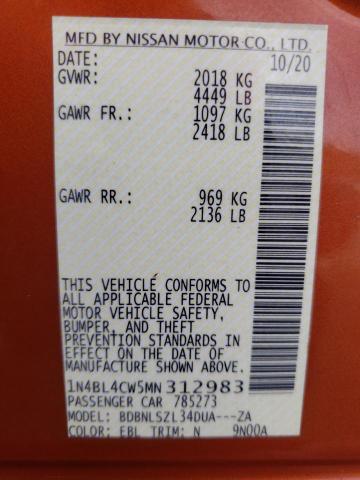 MFD BY NISSAN MOTOR CO., LTD.
DATE: 10/20
GVWR: 2018 KG
4449 LB
GAWR FR.: 1097 KG
2418 LB
GAWR RR.: 969 KG
2136 LB
THIS VEHICLE CONFORMS TO
ALL APPLICABLE FEDERAL
MOTOR VEHICLE SAFETY,
BUMPER, AND THEFT
PREVENTION STANDARDS IN
EFFECT ON THE DATE OF
MANUFACTURE SHOWN ABOVE.
1N4BL4CW5MN312983
PASSENGER CAR 785273
MODEL: BDBNLSZL34DUA---ZA
COLOR: EBL TRIM: N 9N00A